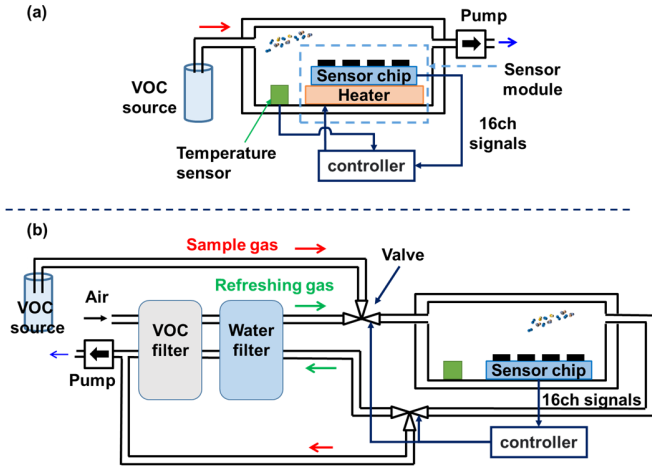 (a)
Pump
VOC
source
Sensor chip
Heater
Sensor
module
Temperature
sensor
controller
16ch
signals
(b)
Sample gas
Valve
Refreshing gas
VOC
source
Air
VOC
filter
Water
filter
Pump
Sensor chip
16ch signals
controller